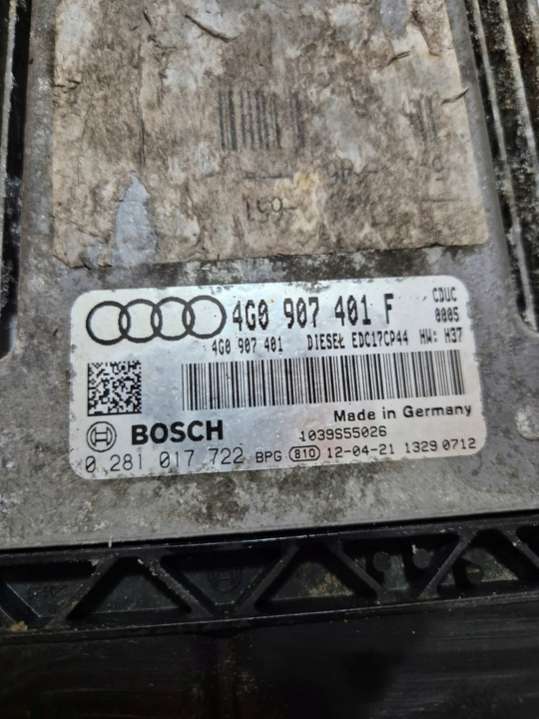 651
4G0 907 401 F
CDUC
0005
4G0 907 401 DIESEL EDC17CP44 HW: H37
Made in Germany
BOSCH
1039S55026
0 281 017 722 BPG 810 12-04-21 1329 0712